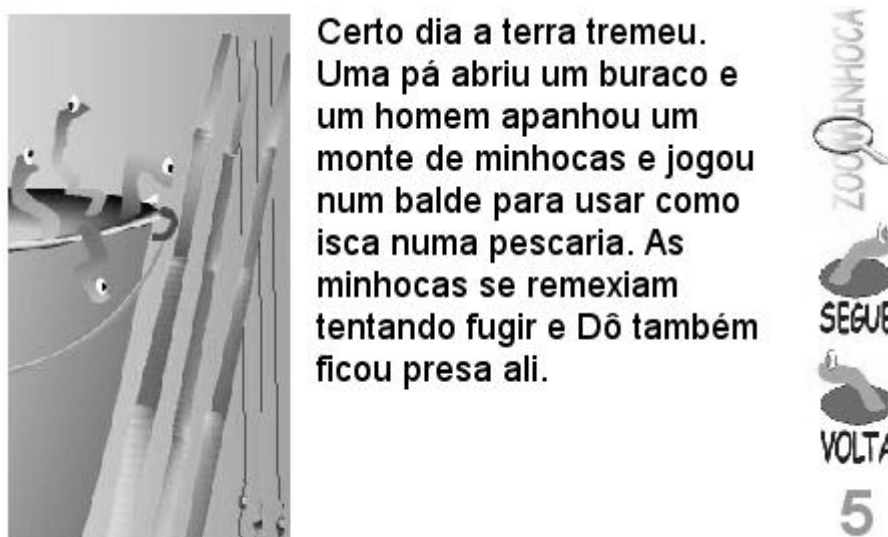 Certo dia a terra tremeu.
Uma pá abriu um buraco e
um homem apanhou um
monte de minhocas e jogou
num balde para usar como
isca numa pescaria. As
minhocas se remexiam
tentando fugir e Dô também
ficou presa ali.
ZOOMINHOCA
SEGUE
VOLTA
5